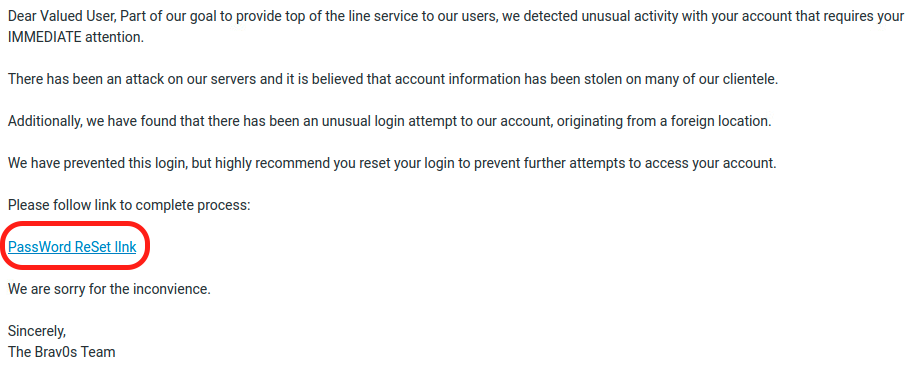 Dear Valued User, Part of our goal to provide top of the line service to our users, we detected unusual activity with your account that requires your
IMMEDIATE attention.
There has been an attack on our servers and it is believed that account information has been stolen on many of our clientele.
Additionally, we have found that there has been an unusual login attempt to our account, originating from a foreign location.
We have prevented this login, but highly recommend you reset your login to prevent further attempts to access your account.
Please follow link to complete process:
PassWord ReSet lInk
We are sorry for the inconvience.
Sincerely,
The Brav0s Team